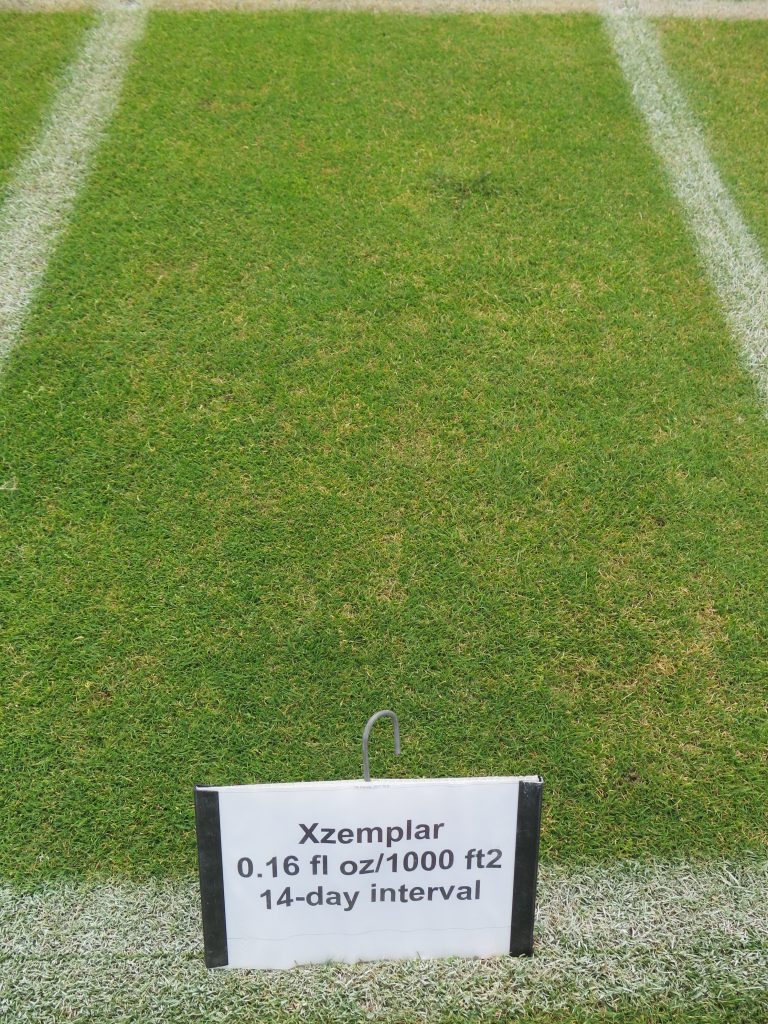 Xzemplar
0.16 fl oz/1000 ft2
14-day interval